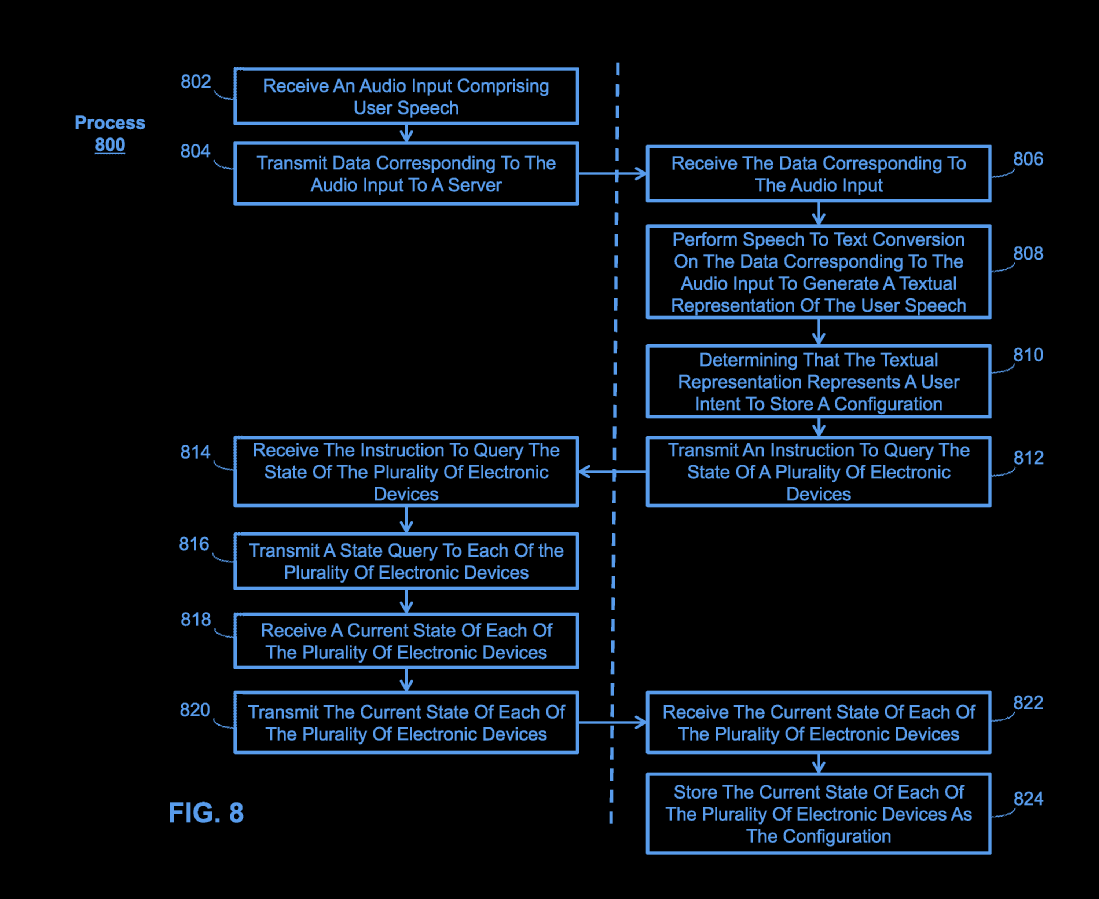 802
Receive An Audio Input Comprising
User Speech
Process
800
804
Transmit Data Corresponding To The
Audio Input To A Server
Receive The Data Corresponding To
The Audio Input
806
Perform Speech To Text Conversion
On The Data Corresponding To The
Audio Input To Generate A Textual
Representation Of The User Speech
808
Determining That The Textual
Representation Represents A User
Intent To Store A Configuration
810
Transmit An Instruction To Query The
State Of A Plurality Of Electronic
Devices
812
814
Receive The Instruction To Query The
State Of The Plurality Of Electronic
Devices
816
Transmit A State Query To Each Of the
Plurality Of Electronic Devices
818
Receive A Current State Of Each Of
The Plurality Of Electronic Devices
820
Transmit The Current State Of Each Of
The Plurality Of Electronic Devices
Receive The Current State Of Each Of
The Plurality Of Electronic Devices
822
Store The Current State Of Each Of
The Plurality Of Electronic Devices As
The Configuration
824
FIG. 8